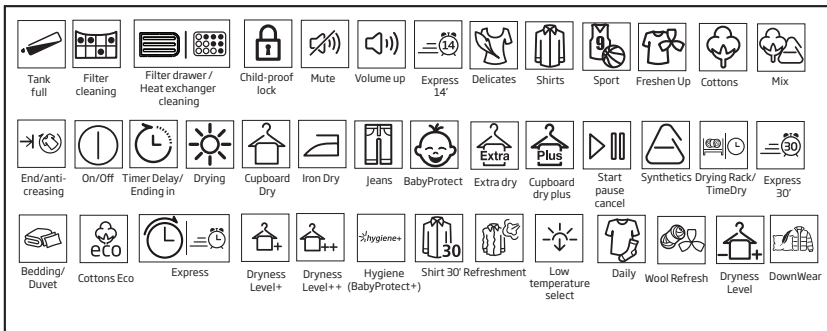 14
9
Tank full
Filter cleaning
Filter drawer / Heat exchanger cleaning
Child-proof lock
Mute
Volume up
Express 14'
Delicates
Shirts
Sport
Freshen Up
Cottons
Mix
Extra
Plus
30
End/anti-creasing
On/Off
Timer Delay/ Ending in
Drying
Cupboard Dry
Iron Dry
Jeans
BabyProtect
Extra dry
Cupboard dry plus
Start pause cancel
Synthetics
Drying Rack/ TimeDry
Express 30'
eco
+
++
hygiene+
30
- +
Bedding/ Duvet
Cottons Eco
Express
Dryness Level+
Dryness Level++
Hygiene (BabyProtect+)
Shirt 30'
Refreshment
Low temperature select
Daily
Wool Refresh
Dryness Level
DownWear